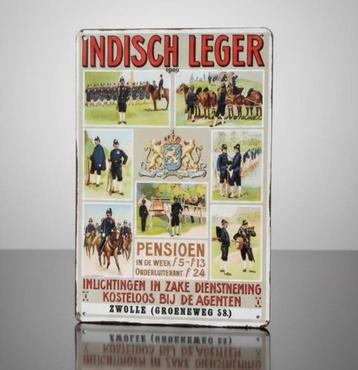 INDISCH LEGER
1909
PENSIOEN
IN DE WEEK f 5-f 13
ONDERLUITENANT f 24
INLICHTINGEN IN ZAKE DIENSTNEMING
KOSTELOOS BIJ DE AGENTEN
ZWOLLE (GROENEWEG 58.)